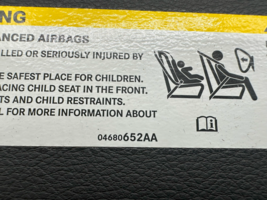 NG
ANCED AIRBAGS
LLED OR SERIOUSLY INJURED BY
E SAFEST PLACE FOR CHILDREN.
ACING CHILD SEAT IN THE FRONT.
TS AND CHILD RESTRAINTS.
L FOR MORE INFORMATION ABOUT
04680652AA